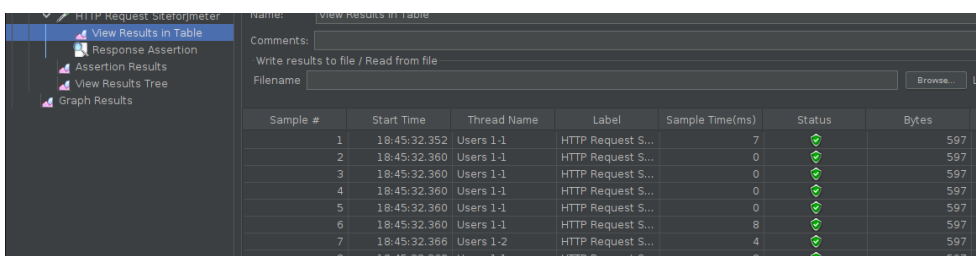 HTTP Request Siteforjmeter
View Results in Table
Response Assertion
Assertion Results
View Results Tree
Graph Results
Name: View Results in Table
Comments:
Write results to file / Read from file
Filename Browse...
Sample # Start Time Thread Name Label Sample Time(ms) Status Bytes
1 18:45:32.352 Users 1-1 HTTP Request S... 7 597
2 18:45:32.360 Users 1-1 HTTP Request S... 0 597
3 18:45:32.360 Users 1-1 HTTP Request S... 0 597
4 18:45:32.360 Users 1-1 HTTP Request S... 0 597
5 18:45:32.360 Users 1-1 HTTP Request S... 0 597
6 18:45:32.360 Users 1-1 HTTP Request S... 8 597
7 18:45:32.366 Users 1-2 HTTP Request S... 4 597